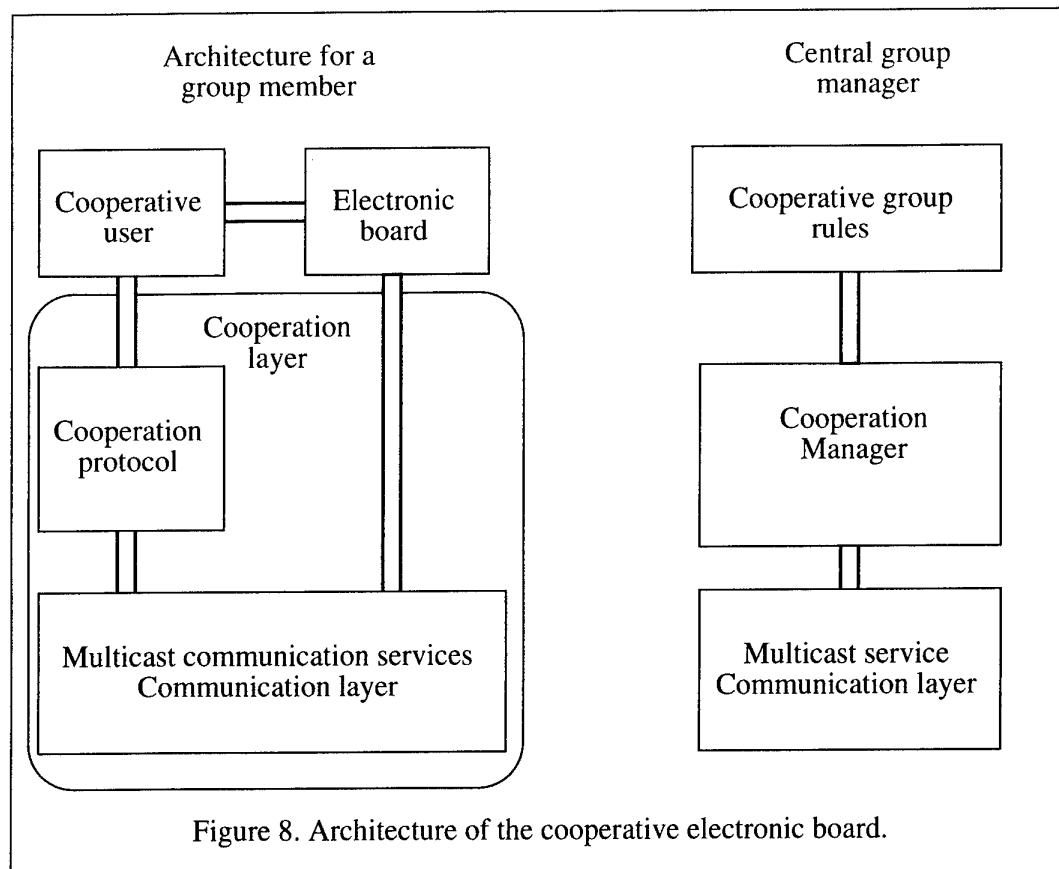 Architecture for a
group member
Central group
manager
Cooperative
user
Electronic
board
Cooperative group
rules
Cooperation
layer
Cooperation
protocol
Cooperation
Manager
Multicast communication services
Communication layer
Multicast service
Communication layer
Figure 8. Architecture of the cooperative electronic board.